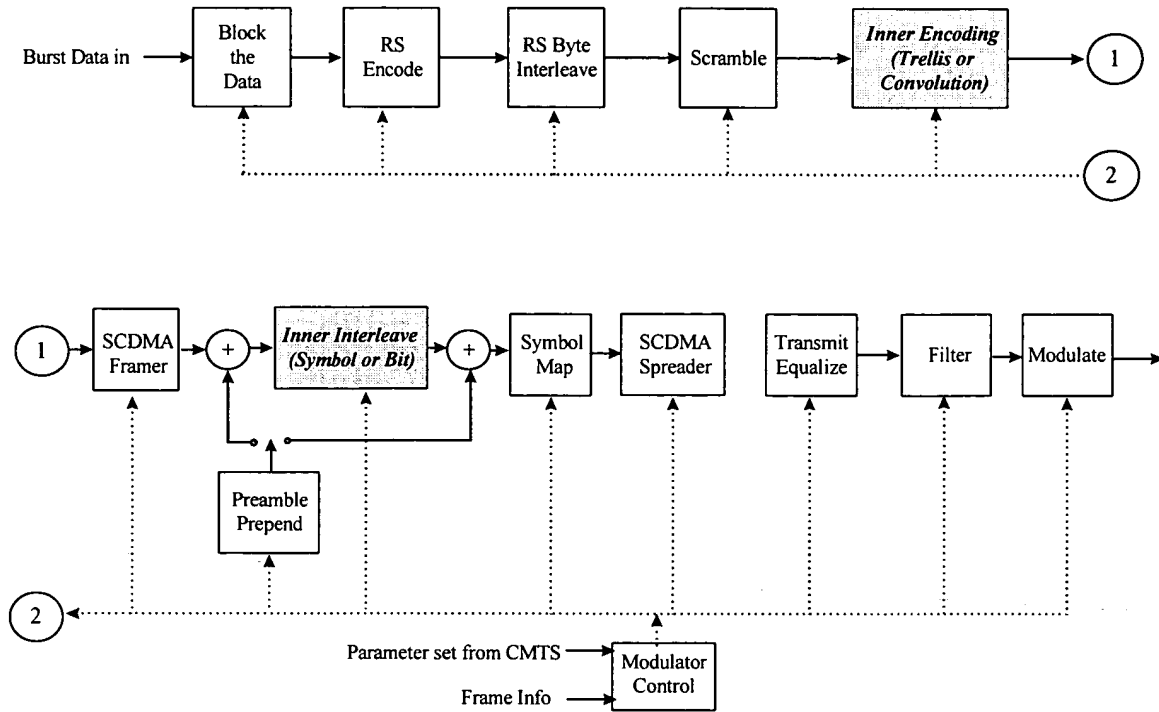 Burst Data in
Block
the
Data
RS
Encode
RS Byte
Interleave
Scramble
Inner Encoding
(Trellis or
Convolution)
1
2
1
SCDMA
Framer
+
Inner Interleave
(Symbol or Bit)
+
Symbol
Map
SCDMA
Spreader
Transmit
Equalize
Filter
Modulate
Preamble
Prepend
2
Parameter set from CMTS
Frame Info
Modulator
Control